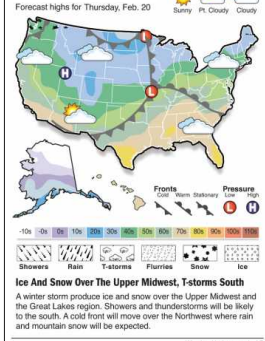 Forecast highs for Thursday, Feb. 20
Sunny Pt. Cloudy Cloudy
L
H
L
Fronts
Cold Warm Stationary
Pressure
Low High
L H
-10s -0s 0s 10s 20s 30s 40s 50s 60s 70s 80s 90s 100s 110s
Showers Rain T-storms Flurries Snow Ice
Ice And Snow Over The Upper Midwest, T-storms South
A winter storm produce ice and snow over the Upper Midwest and
the Great Lakes region. Showers and thunderstorms will be likely
to the south. A cold front will move over the Northwest where rain
and mountain snow will be expected.